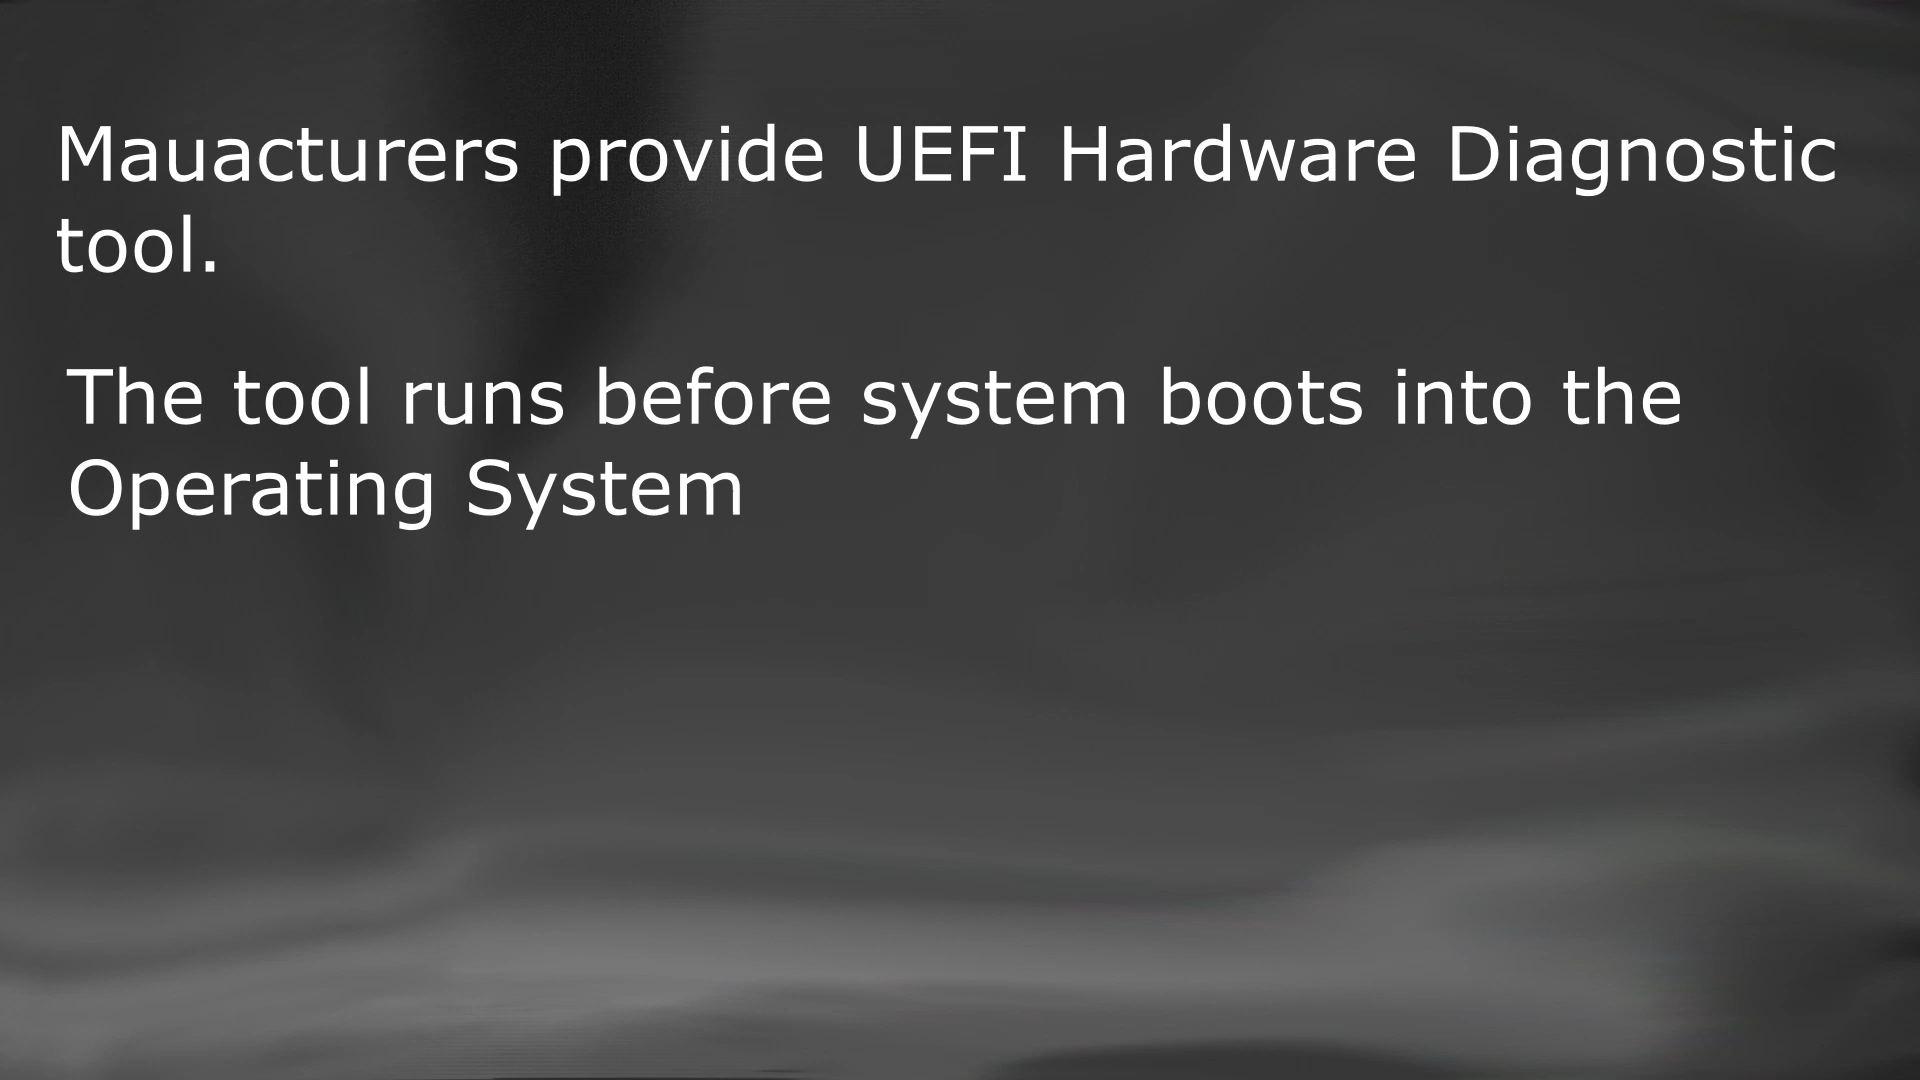 Mauacturers provide UEFI Hardware Diagnostic
tool.
The tool runs before system boots into the
Operating System